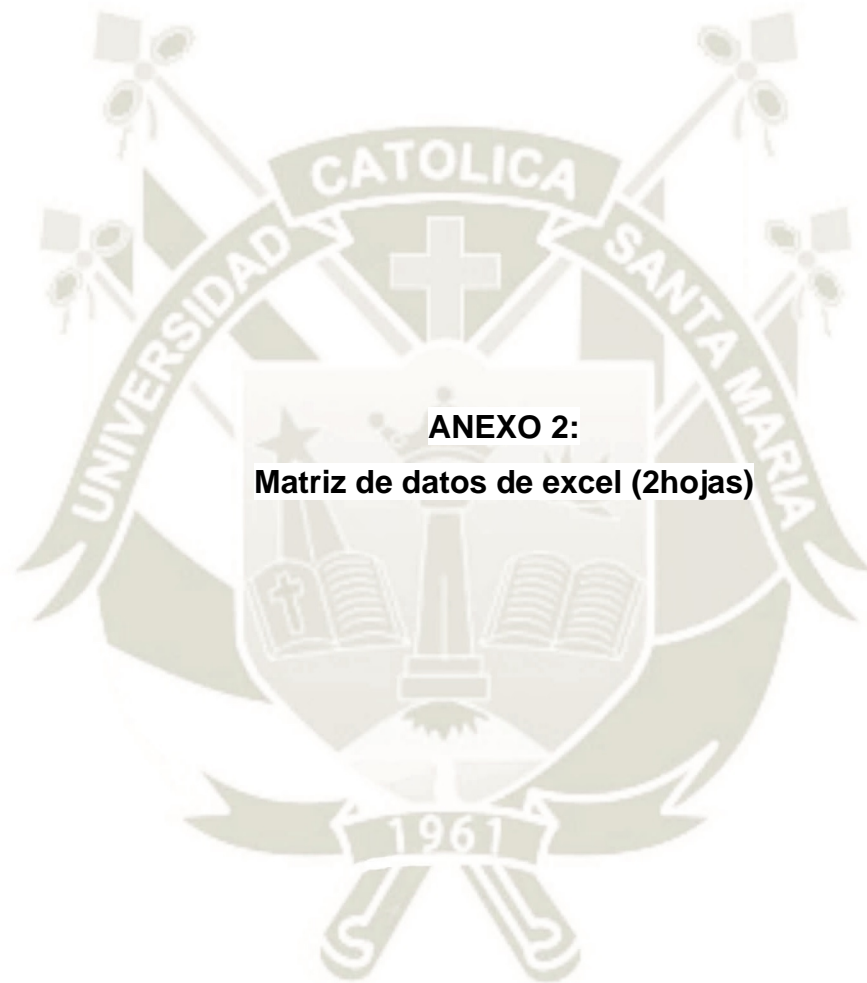 CATOLICA
UNIVERSIDAD
SANTA MARIA
ANEXO 2:
Matriz de datos de excel (2hojas)
1961